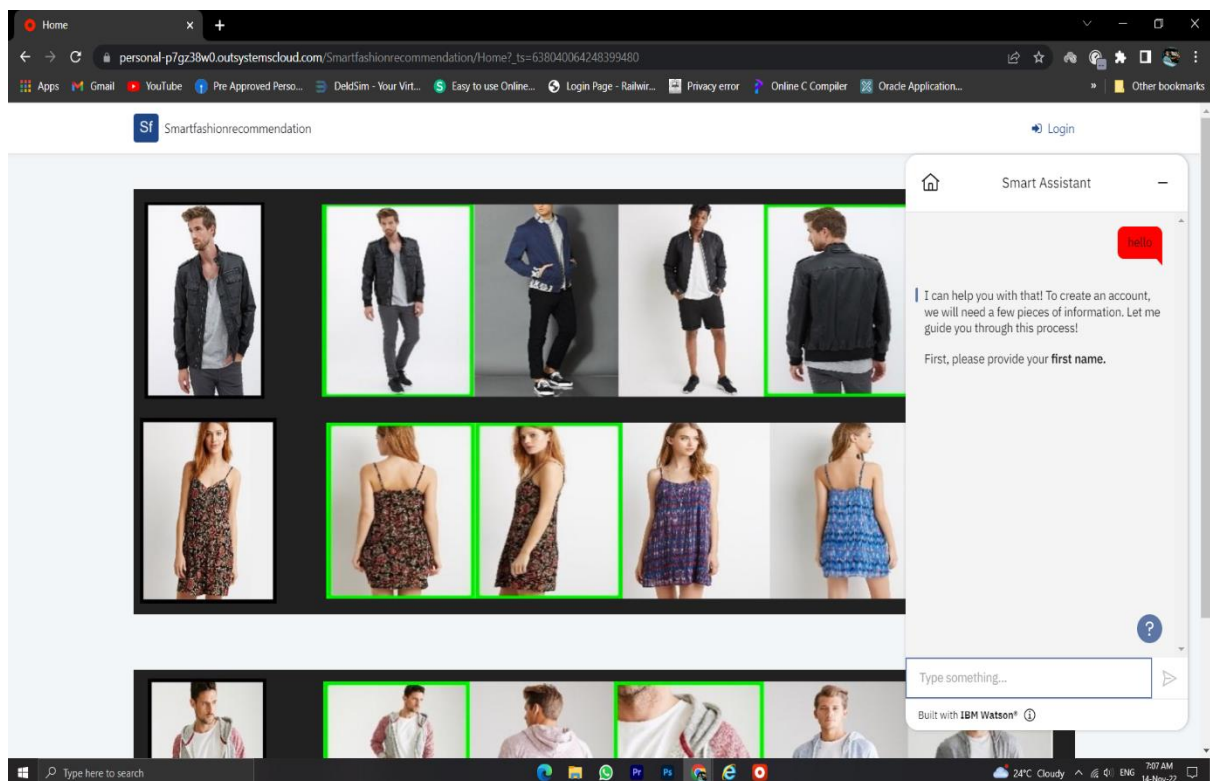 Home
personal-p7gz38w0.outsystemscloud.com/Smartfashionrecommendation/Home?_ts=638040064248399480
Apps Gmail YouTube Pre Approved Perso... DeldSim - Your Virt... Easy to use Online... Login Page - Railwir... Privacy error Online C Compiler Oracle Application... » Other bookmarks
Sf Smartfashionrecommendation Login
Smart Assistant
hello
I can help you with that! To create an account,
we will need a few pieces of information. Let me
guide you through this process!
First, please provide your first name.
?
Type something...
Built with IBM Watson®
Type here to search
Pr Ps
24°C Cloudy ENG 7:07 AM
14-Nov-22